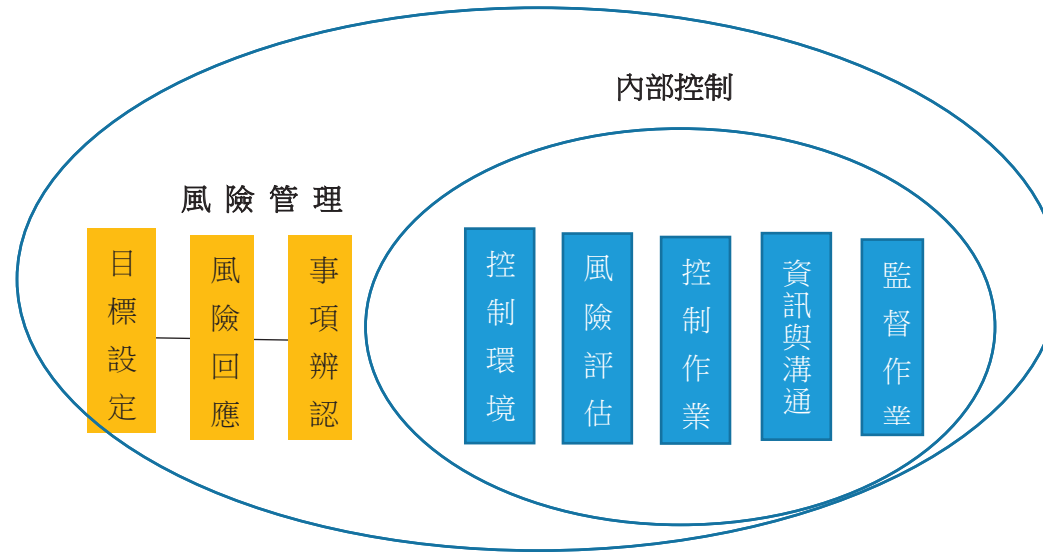 內部控制
風險管理
目標設定
風險回應
事項辨認
控制環境
風險評估
控制作業
資訊與溝通
監督作業